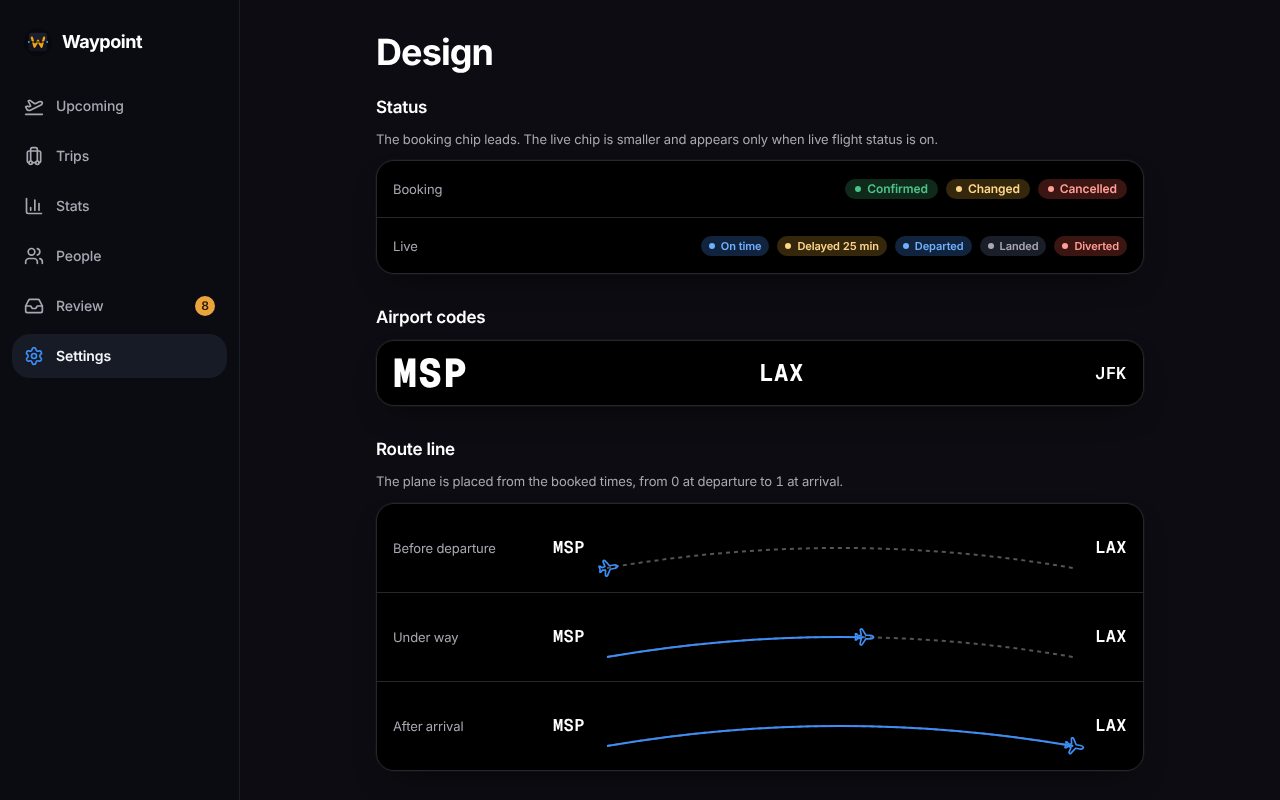 Waypoint
Upcoming
Trips
Stats
People
Review 8
Settings
Design
Status
The booking chip leads. The live chip is smaller and appears only when live flight status is on.
Booking Confirmed Changed Cancelled
Live On time Delayed 25 min Departed Landed Diverted
Airport codes
MSP LAX JFK
Route line
The plane is placed from the booked times, from 0 at departure to 1 at arrival.
Before departure MSP LAX
Under way MSP LAX
After arrival MSP LAX